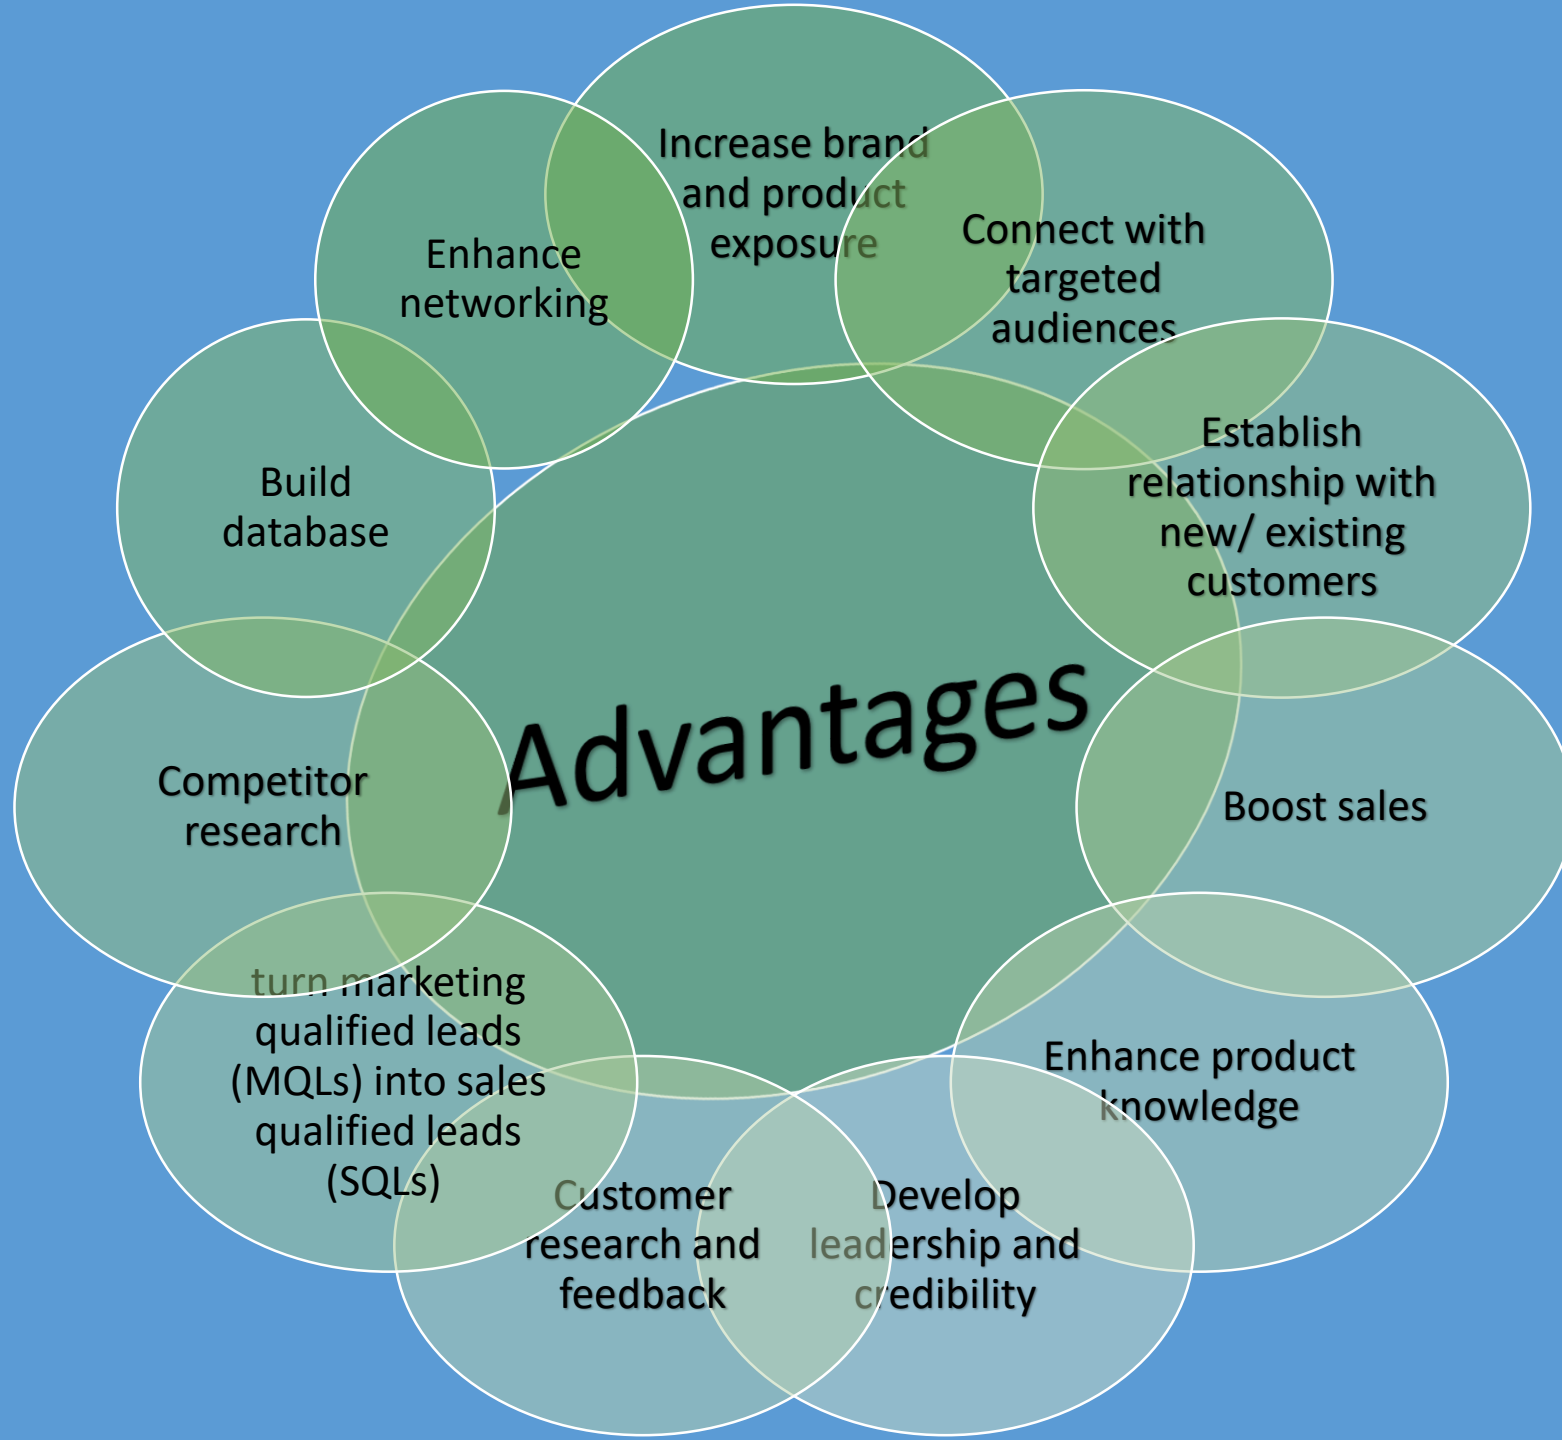 Increase brand
and product
exposure
Connect with
targeted
audiences
Establish
relationship with
new/ existing
customers
Boost sales
Enhance product
knowledge
Develop
leadership and
credibility
Customer
research and
feedback
turn marketing
qualified leads
(MQLs) into sales
qualified leads
(SQLs)
Competitor
research
Build
database
Enhance
networking
Advantages